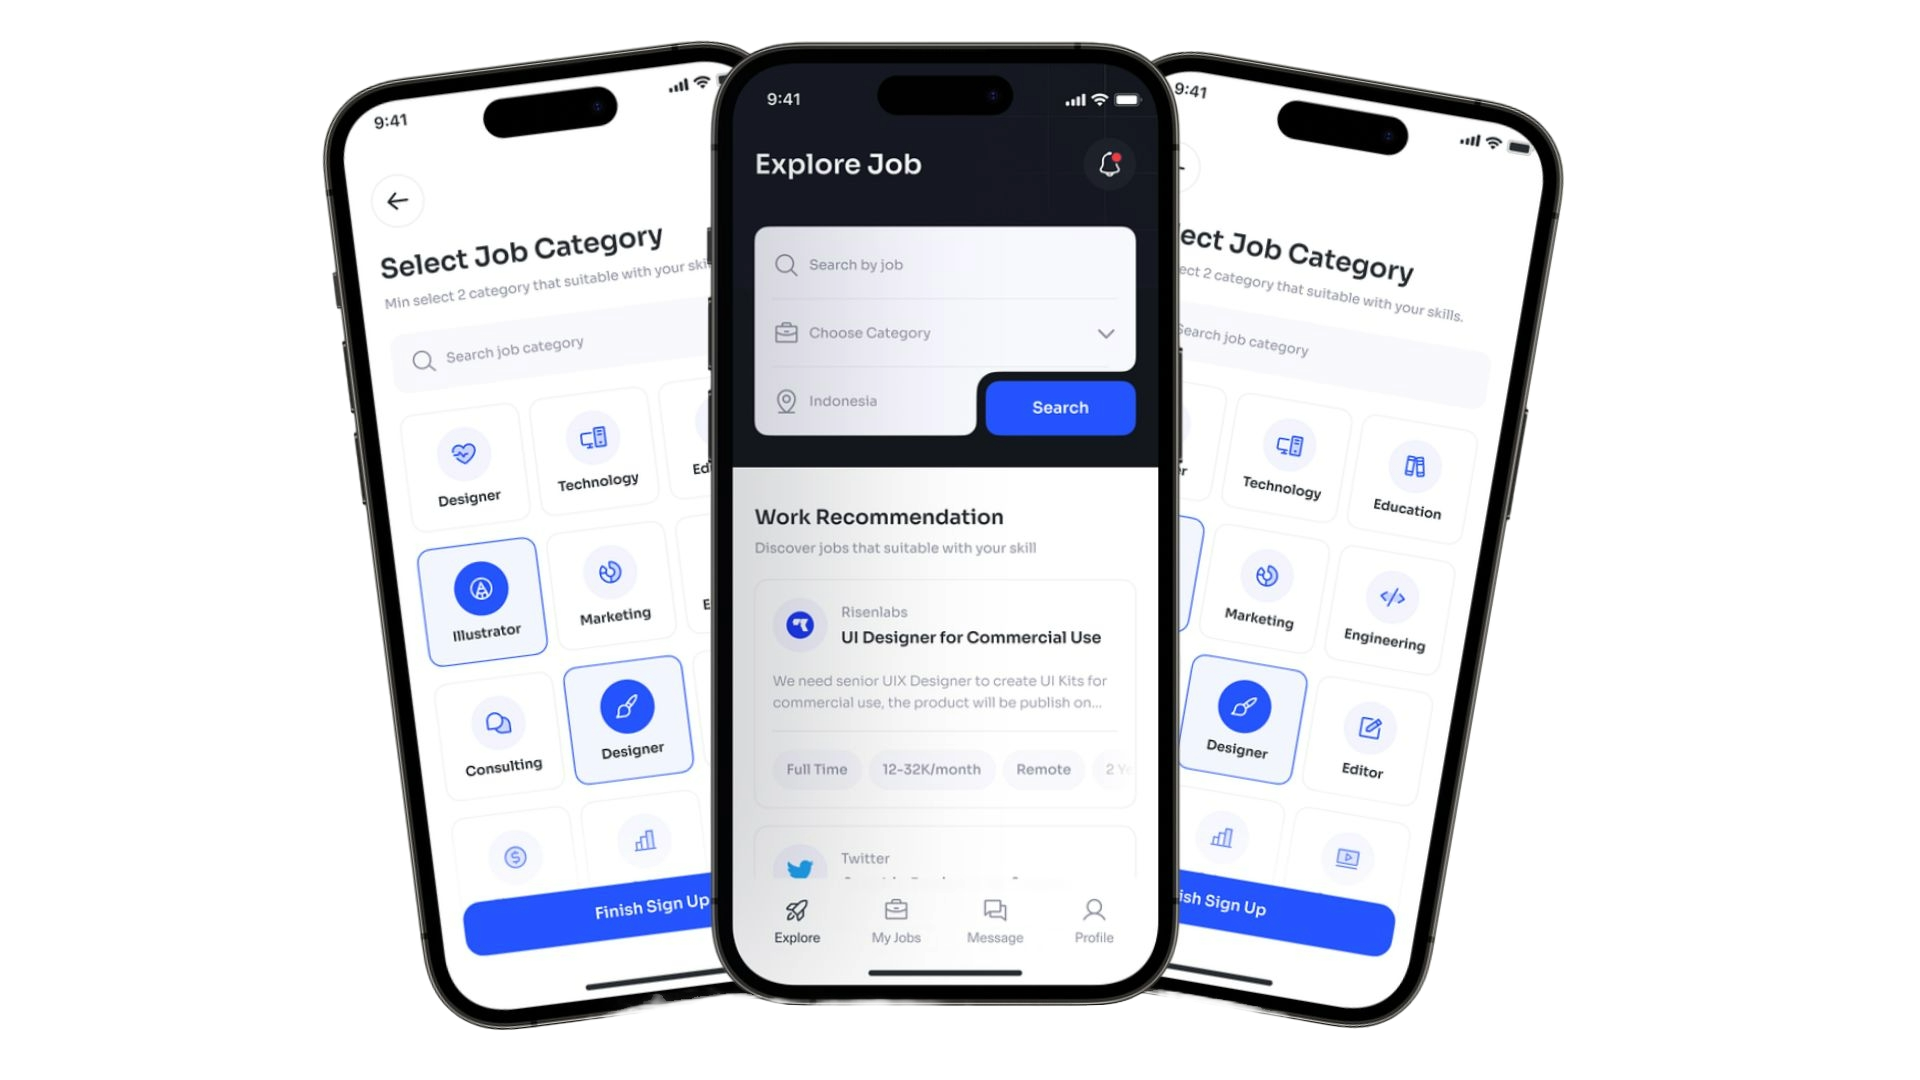 9:41
Select Job Category
Min select 2 category that suitable with your
Search job category
Designer
Technology
Illustrator
Marketing
Consulting
Designer
Finish Sign Up
9:41
Explore Job
Search by job
Choose Category
Indonesia
Search
Work Recommendation
Discover jobs that suitable with your skill
Risenlabs
UI Designer for Commercial Use
We need senior UIX Designer to create UI Kits for
commercial use, the product will be publish on...
Full Time 12-32K/month Remote 2
Twitter
Explore My Jobs Message Profile
9:41
Job Category
2 category that suitable with your skills.
Search job category
Technology
Education
Marketing
Engineering
Designer
Editor
Sign Up